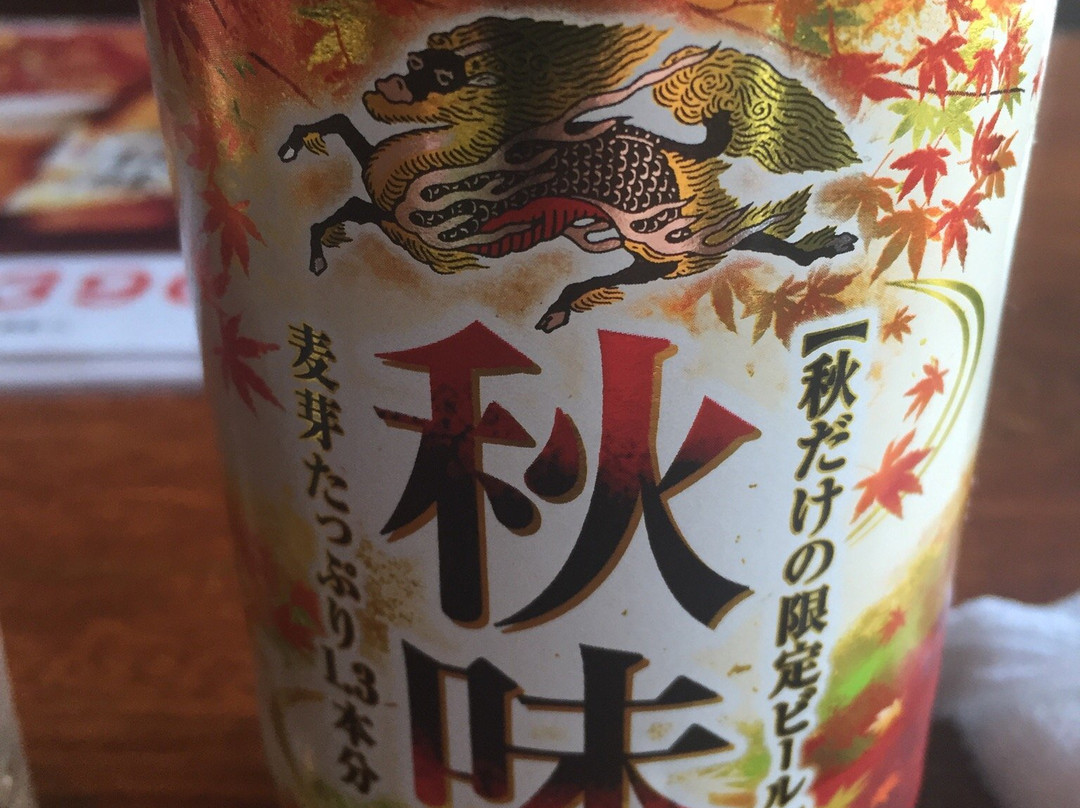 【秋だけの限定ビール
秋味
麦芽たっぷり1.3本分